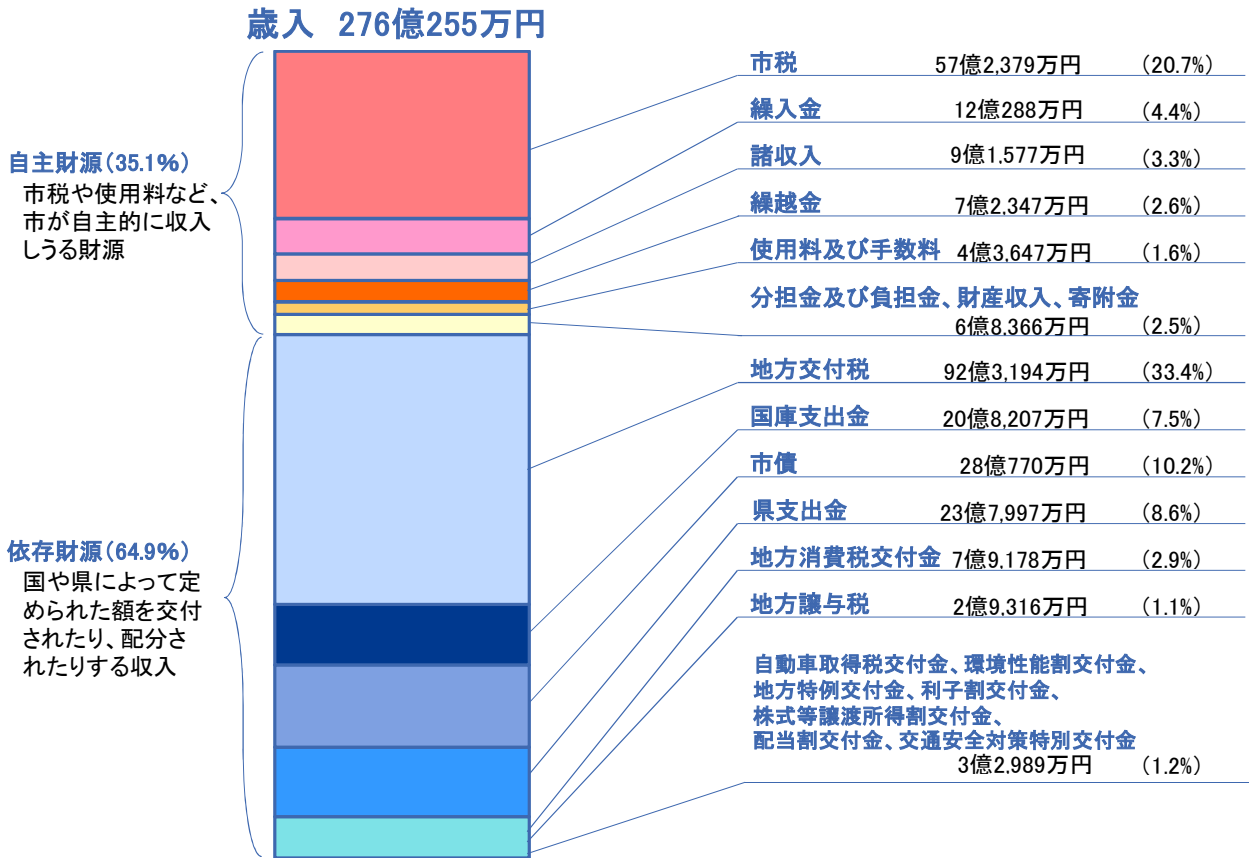 歳入 276億255万円
自主財源(35.1%)
市税や使用料など、
市が自主的に収入
しうる財源
市税 57億2,379万円 (20.7%)
繰入金 12億288万円 (4.4%)
諸収入 9億1,577万円 (3.3%)
繰越金 7億2,347万円 (2.6%)
使用料及び手数料 4億3,647万円 (1.6%)
分担金及び負担金、財産収入、寄附金
6億8,366万円 (2.5%)
依存財源(64.9%)
国や県によって定
められた額を交付
されたり、配分さ
れたりする収入
地方交付税 92億3,194万円 (33.4%)
国庫支出金 20億8,207万円 (7.5%)
市債 28億770万円 (10.2%)
県支出金 23億7,997万円 (8.6%)
地方消費税交付金 7億9,178万円 (2.9%)
地方譲与税 2億9,316万円 (1.1%)
自動車取得税交付金、環境性能割交付金、
地方特例交付金、利子割交付金、
株式等譲渡所得割交付金、
配当割交付金、交通安全対策特別交付金
3億2,989万円 (1.2%)